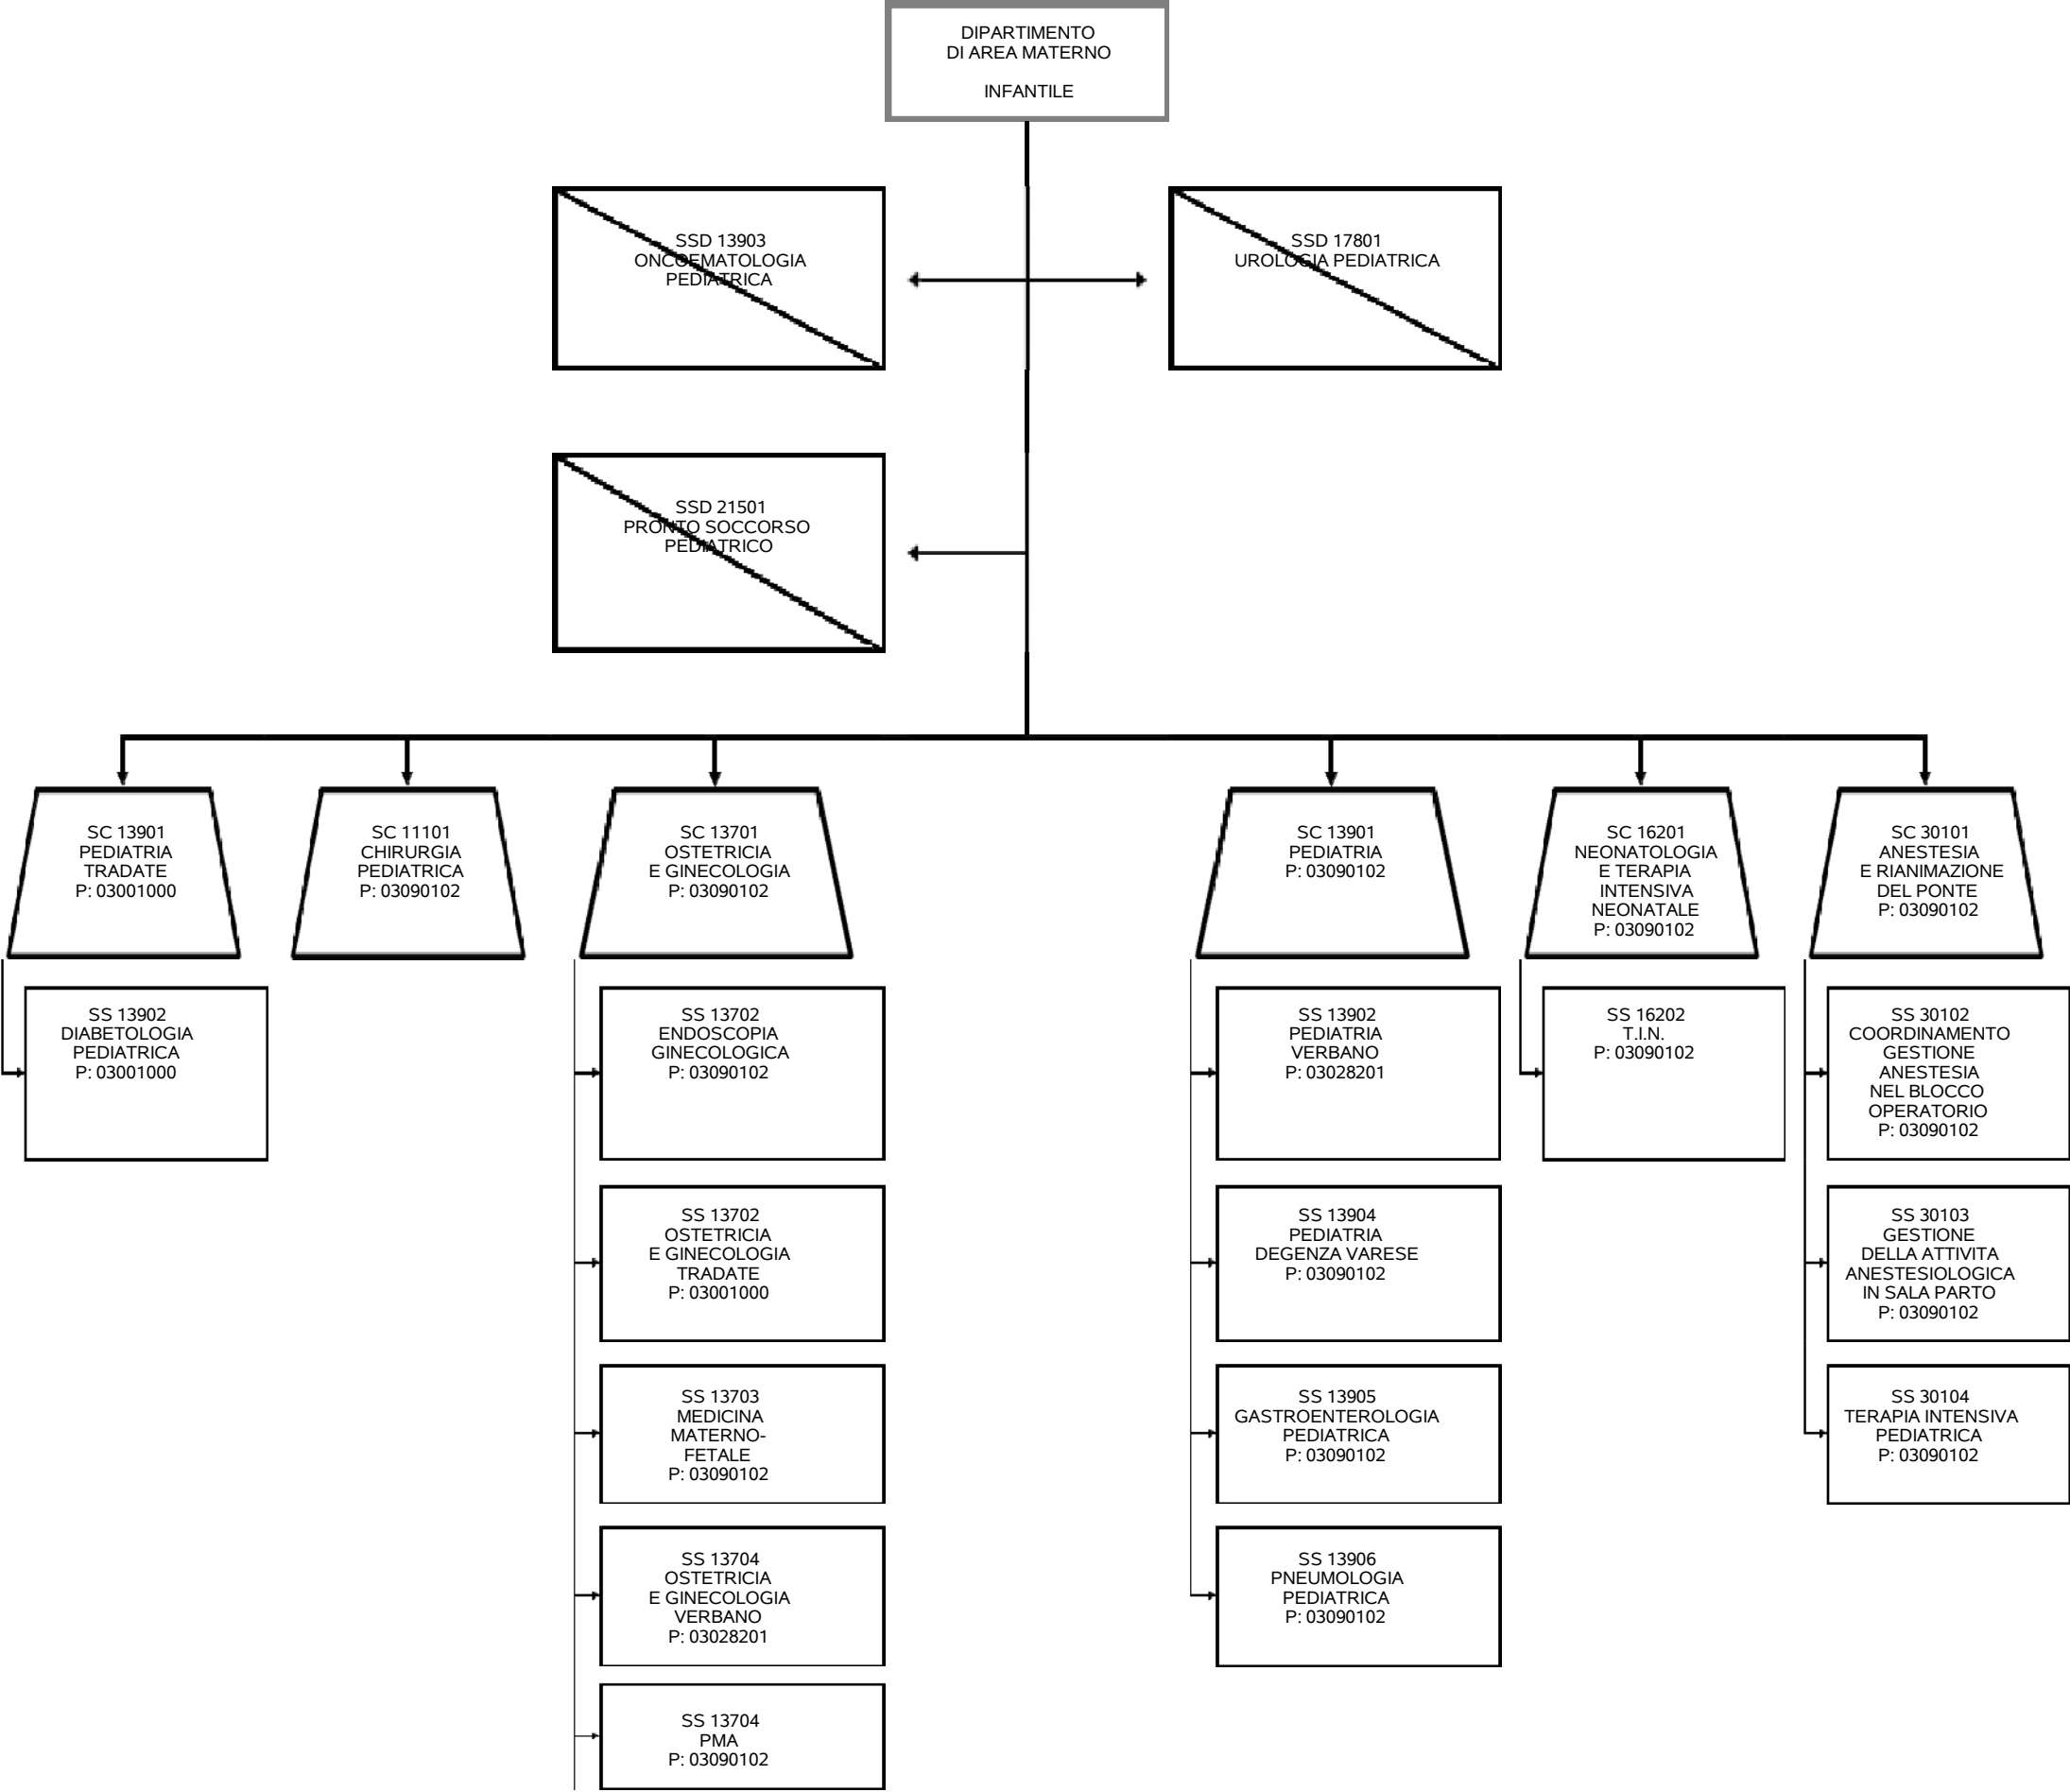 DIPARTIMENTO
DI AREA MATERNO
INFANTILE
SSD 13903
ONCOEMATOLOGIA
PEDIATRICA
SSD 17801
UROLOGIA PEDIATRICA
SSD 21501
PRONTO SOCCORSO
PEDIATRICO
SC 13901
PEDIATRIA
TRADATE
P: 03001000
SC 11101
CHIRURGIA
PEDIATRICA
P: 03090102
SC 13701
OSTETRICIA
E GINECOLOGIA
P: 03090102
SC 13901
PEDIATRIA
P: 03090102
SC 16201
NEONATOLOGIA
E TERAPIA
INTENSIVA
NEONATALE
P: 03090102
SC 30101
ANESTESIA
E RIANIMAZIONE
DEL PONTE
P: 03090102
SS 13902
DIABETOLOGIA
PEDIATRICA
P: 03001000
SS 13702
ENDOSCOPIA
GINECOLOGICA
P: 03090102
SS 13902
PEDIATRIA
VERBANO
P: 03028201
SS 16202
T.I.N.
P: 03090102
SS 30102
COORDINAMENTO
GESTIONE
ANESTESIA
NEL BLOCCO
OPERATORIO
P: 03090102
SS 13702
OSTETRICIA
E GINECOLOGIA
TRADATE
P: 03001000
SS 13904
PEDIATRIA
DEGENZA VARESE
P: 03090102
SS 30103
GESTIONE
DELLA ATTIVITA
ANESTESIOLOGICA
IN SALA PARTO
P: 03090102
SS 13703
MEDICINA
MATERNO-
FETALE
P: 03090102
SS 13905
GASTROENTEROLOGIA
PEDIATRICA
P: 03090102
SS 30104
TERAPIA INTENSIVA
PEDIATRICA
P: 03090102
SS 13704
OSTETRICIA
E GINECOLOGIA
VERBANO
P: 03028201
SS 13906
PNEUMOLOGIA
PEDIATRICA
P: 03090102
SS 13704
PMA
P: 03090102